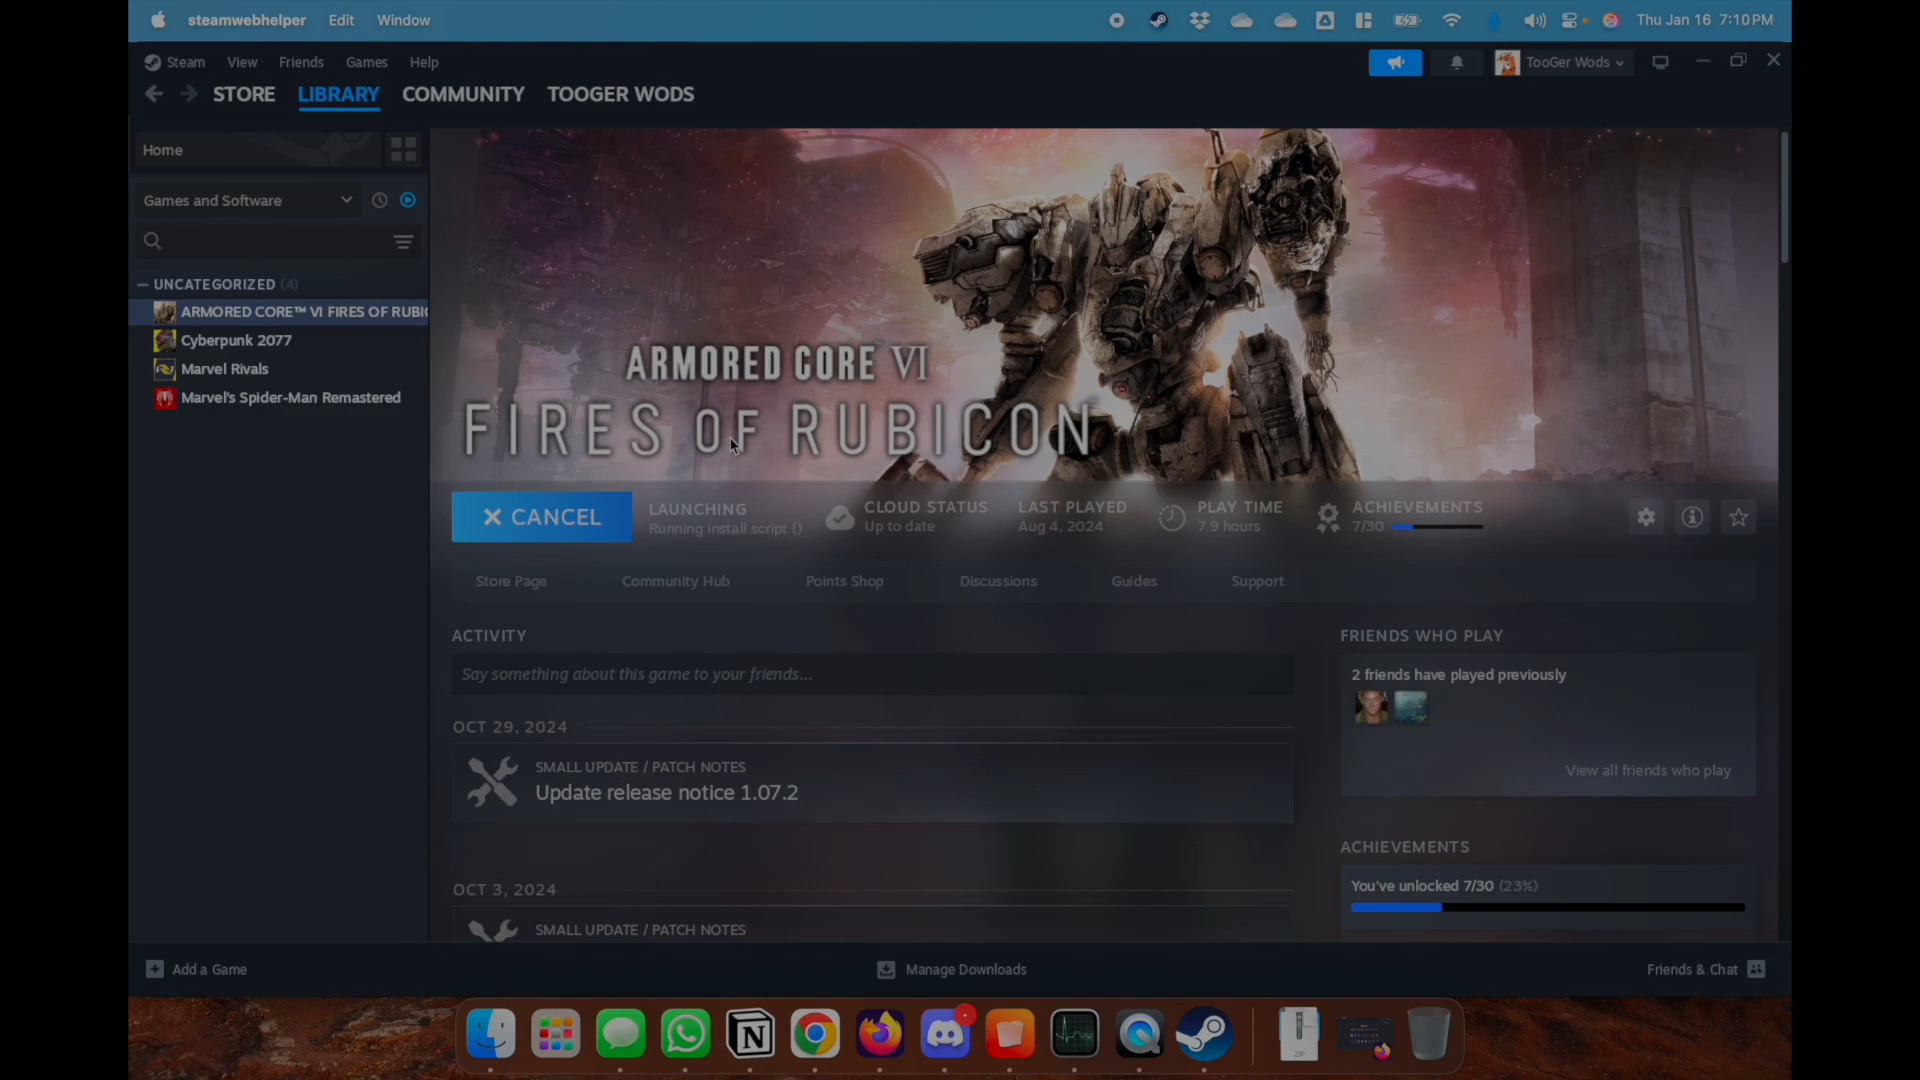 steamwebhelper Edit Window Thu Jan 16 7:10 PM
Steam View Friends Games Help TooGer Wods
STORE LIBRARY COMMUNITY TOOGER WODS
Home
Games and Software
UNCATEGORIZED (4)
ARMORED CORE™ VI FIRES OF RUBIC
Cyberpunk 2077
Marvel Rivals
Marvel's Spider-Man Remastered
ARMORED CORE VI
FIRES OF RUBICON
CANCEL
LAUNCHING
Running install script ()
CLOUD STATUS
Up to date
LAST PLAYED
Aug 4, 2024
PLAY TIME
7.9 hours
ACHIEVEMENTS
7/30
Store Page Community Hub Points Shop Discussions Guides Support
ACTIVITY
Say something about this game to your friends...
OCT 29, 2024
SMALL UPDATE / PATCH NOTES
Update release notice 1.07.2
OCT 3, 2024
SMALL UPDATE / PATCH NOTES
FRIENDS WHO PLAY
2 friends have played previously
View all friends who play
ACHIEVEMENTS
You've unlocked 7/30 (23%)
Add a Game Manage Downloads Friends & Chat
ZIP